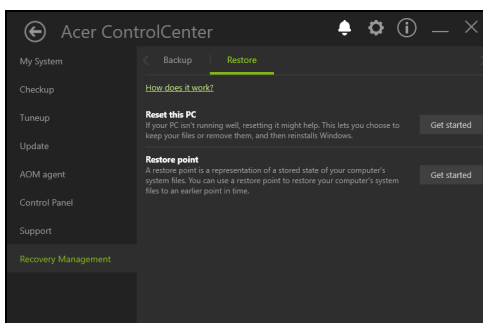 Acer ControlCenter
My System
Backup
Restore
Checkup
How does it work?
Tuneup
Reset this PC
If your PC isn't running well, resetting it might help. This lets you choose to
keep your files or remove them, and then reinstalls Windows.
Get started
Update
Restore point
A restore point is a representation of a stored state of your computer's
system files. You can use a restore point to restore your computer's system
files to an earlier point in time.
Get started
AOM agent
Control Panel
Support
Recovery Management